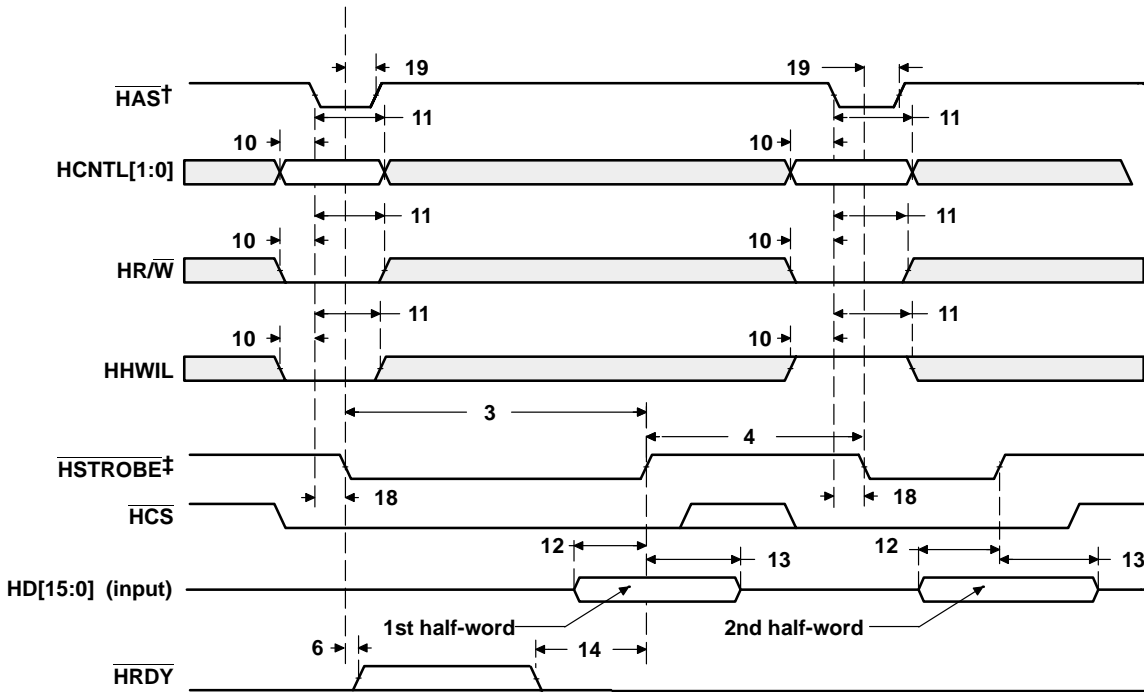 19 19
HAS†
11 11
10 10
HCNTL[1:0]
11 11
10 10
HR/W
11 11
10 10
HHWIL
3
4
HSTROBE‡
18 18
HCS
12 12
13 13
HD[15:0] (input)
1st half-word 2nd half-word
6 14
HRDY